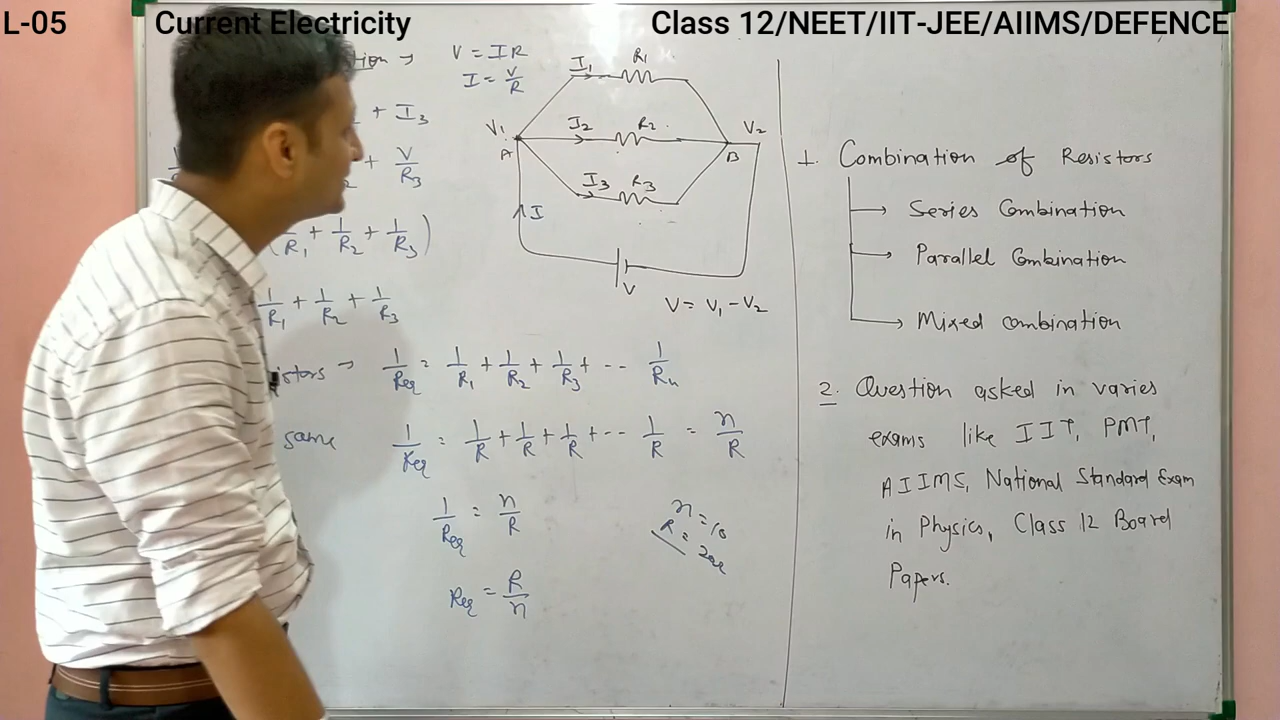 L-05 Current Electricity Class 12/NEET/IIT-JEE/AIIMS/DEFENCE
V = IR
I = V/R
+ I3
+ V/R3
(1/R1 + 1/R2 + 1/R3)
1/R1 + 1/R2 + 1/R3
1/Req = 1/R1 + 1/R2 + 1/R3 + -- 1/Rn
same 1/Req = 1/R + 1/R + 1/R + -- 1/R = n/R
1/Req = n/R
Req = R/n
n = 10
I1 R1
V1 I2 R2 V2
A B
I3 R3
I
V
V = V1 - V2
1. Combination of Resistors
Series Combination
Parallel Combination
Mixed combination
2. Question asked in varies
exams like IIT, PMT,
AIIMS, National Standard Exam
in Physics, Class 12 Board
Papers.